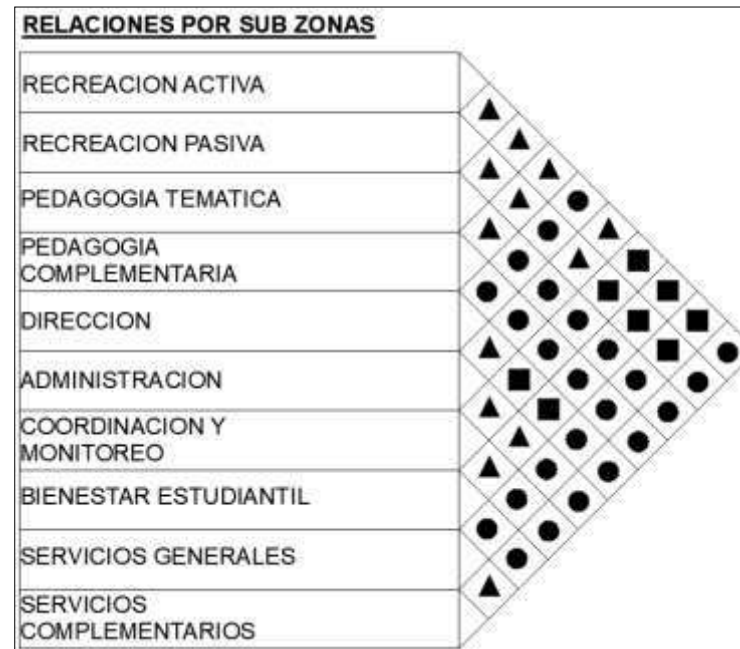 RELACIONES POR SUB ZONAS
RECREACION ACTIVA
RECREACION PASIVA
PEDAGOGIA TEMATICA
PEDAGOGIA
COMPLEMENTARIA
DIRECCION
ADMINISTRACION
COORDINACION Y
MONITOREO
BIENESTAR ESTUDIANTIL
SERVICIOS GENERALES
SERVICIOS
COMPLEMENTARIOS